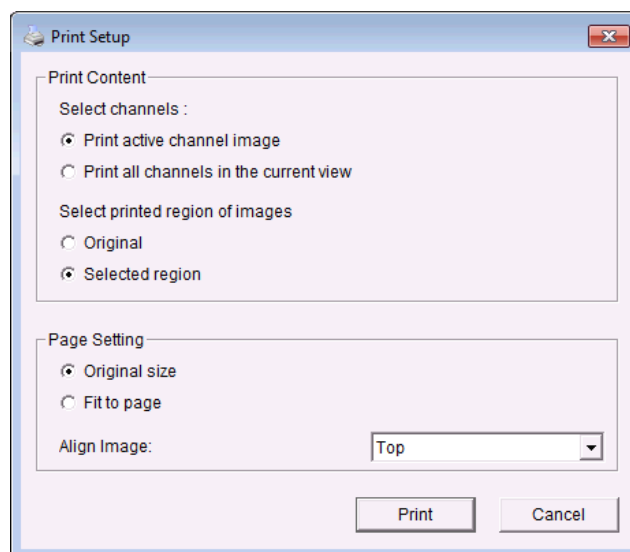 Print Setup
Print Content
Select channels :
Print active channel image
Print all channels in the current view
Select printed region of images
Original
Selected region
Page Setting
Original size
Fit to page
Align Image: Top
Print Cancel